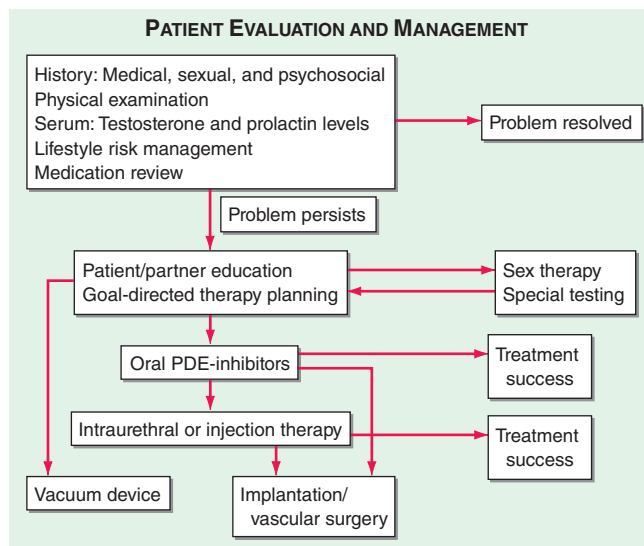 PATIENT EVALUATION AND MANAGEMENT
History: Medical, sexual, and psychosocial
Physical examination
Serum: Testosterone and prolactin levels
Lifestyle risk management
Medication review
Problem resolved
Problem persists
Patient/partner education
Goal-directed therapy planning
Sex therapy
Special testing
Oral PDE-inhibitors
Treatment
success
Intraurethral or injection therapy
Treatment
success
Vacuum device
Implantation/
vascular surgery